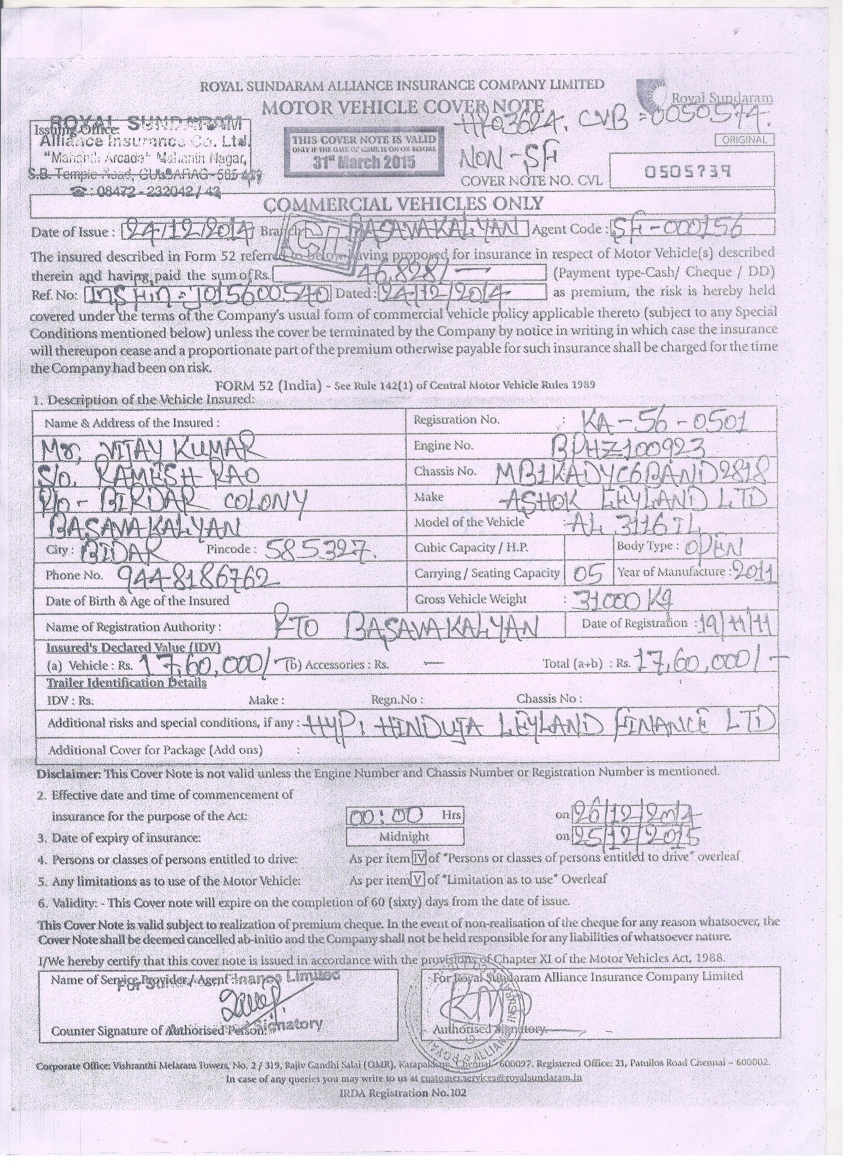 ROYAL SUNDARAM ALLIANCE INSURANCE COMPANY LIMITED
MOTOR VEHICLE COVER NOTE
Royal Sundaram
HY03624. CVB = 0050574.
ROYAL SUNDARAM
Issuing Office:
Alliance Insurance Co. Ltd.
"Mahanth Arcade" Mahanth Nagar,
S.B. Temple Road, GULBARAG-585
☎: 08472 - 232042 / 43
THIS COVER NOTE IS VALID
ONLY IF THE DATE OF ISSUE IS ON OR BEFORE
31st March 2015
ORIGINAL
NON-SF
COVER NOTE NO. CVL 0505739
COMMERCIAL VEHICLES ONLY
Date of Issue : 24/12/2014 Branch BASAVAKALYAN Agent Code : SF-000156
The insured described in Form 52 referred to below having proposed for insurance in respect of Motor Vehicle(s) described
therein and having paid the sum of Rs. 46,828/- (Payment type-Cash/ Cheque / DD)
Ref. No: Dated : 24/12/2014 as premium, the risk is hereby held
covered under the terms of the Company's usual form of commercial vehicle policy applicable thereto (subject to any Special
Conditions mentioned below) unless the cover be terminated by the Company by notice in writing in which case the insurance
will thereupon cease and a proportionate part of the premium otherwise payable for such insurance shall be charged for the time
the Company had been on risk.
FORM 52 (India) - See Rule 142(1) of Central Motor Vehicle Rules 1989
1. Description of the Vehicle Insured:
Name & Address of the Insured :
Mr, VIJAY KUMAR
S/o. RAMESH RAO
R/o - BIRDAR COLONY
BASAVAKALYAN
City : BIDAR Pincode : 585327.
Phone No. 944-8186762
Date of Birth & Age of the Insured
Registration No. : KA-56-0501
Engine No. BPHZ100923
Chassis No. MB1KADYC6BAND2818
Make ASHOK LEYLAND LTD
Model of the Vehicle AL 3116 IL
Cubic Capacity / H.P. Body Type : OPEN
Carrying / Seating Capacity 05 Year of Manufacture : 2011
Gross Vehicle Weight : 31000 Kg
Name of Registration Authority : RTO BASAVAKALYAN Date of Registration : 19/11/11
Insured's Declared Value (IDV)
(a) Vehicle : Rs. 17,60,000/- (b) Accessories : Rs. — Total (a+b) : Rs. 17,60,000/-
Trailer Identification Details
IDV : Rs. Make : Regn.No : Chassis No :
Additional risks and special conditions, if any : HYP: HINDUJA LEYLAND FINANCE LTD
Additional Cover for Package (Add ons) :
Disclaimer: This Cover Note is not valid unless the Engine Number and Chassis Number or Registration Number is mentioned.
2. Effective date and time of commencement of
insurance for the purpose of the Act: 00:00 Hrs on 26/12/2014
3. Date of expiry of insurance: Midnight on 25/12/2015
4. Persons or classes of persons entitled to drive: As per item IV of "Persons or classes of persons entitled to drive" overleaf
5. Any limitations as to use of the Motor Vehicle: As per item V of "Limitation as to use" Overleaf
6. Validity: - This Cover note will expire on the completion of 60 (sixty) days from the date of issue.
This Cover Note is valid subject to realization of premium cheque. In the event of non-realisation of the cheque for any reason whatsoever, the
Cover Note shall be deemed cancelled ab-initio and the Company shall not be held responsible for any liabilities of whatsoever nature.
I/We hereby certify that this cover note is issued in accordance with the provisions of Chapter XI of the Motor Vehicles Act, 1988.
Name of Service Provider / Agent
Finance Limited
Counter Signature of Authorised Person
Signatory
For Royal Sundaram Alliance Insurance Company Limited
Authorised Signatory
Corporate Office: Vishranthi Melaram Towers, No. 2 / 319, Rajiv Gandhi Salai (OMR), Karapakkam, Chennai - 600097. Registered Office: 21, Patullos Road Chennai - 600002.
In case of any queries you may write to us at customer.services@royalsundaram.in
IRDA Registration No.102